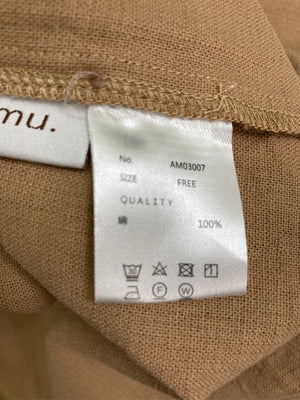 mu.
No AM03007
SIZE FREE
QUALITY
綿 100%